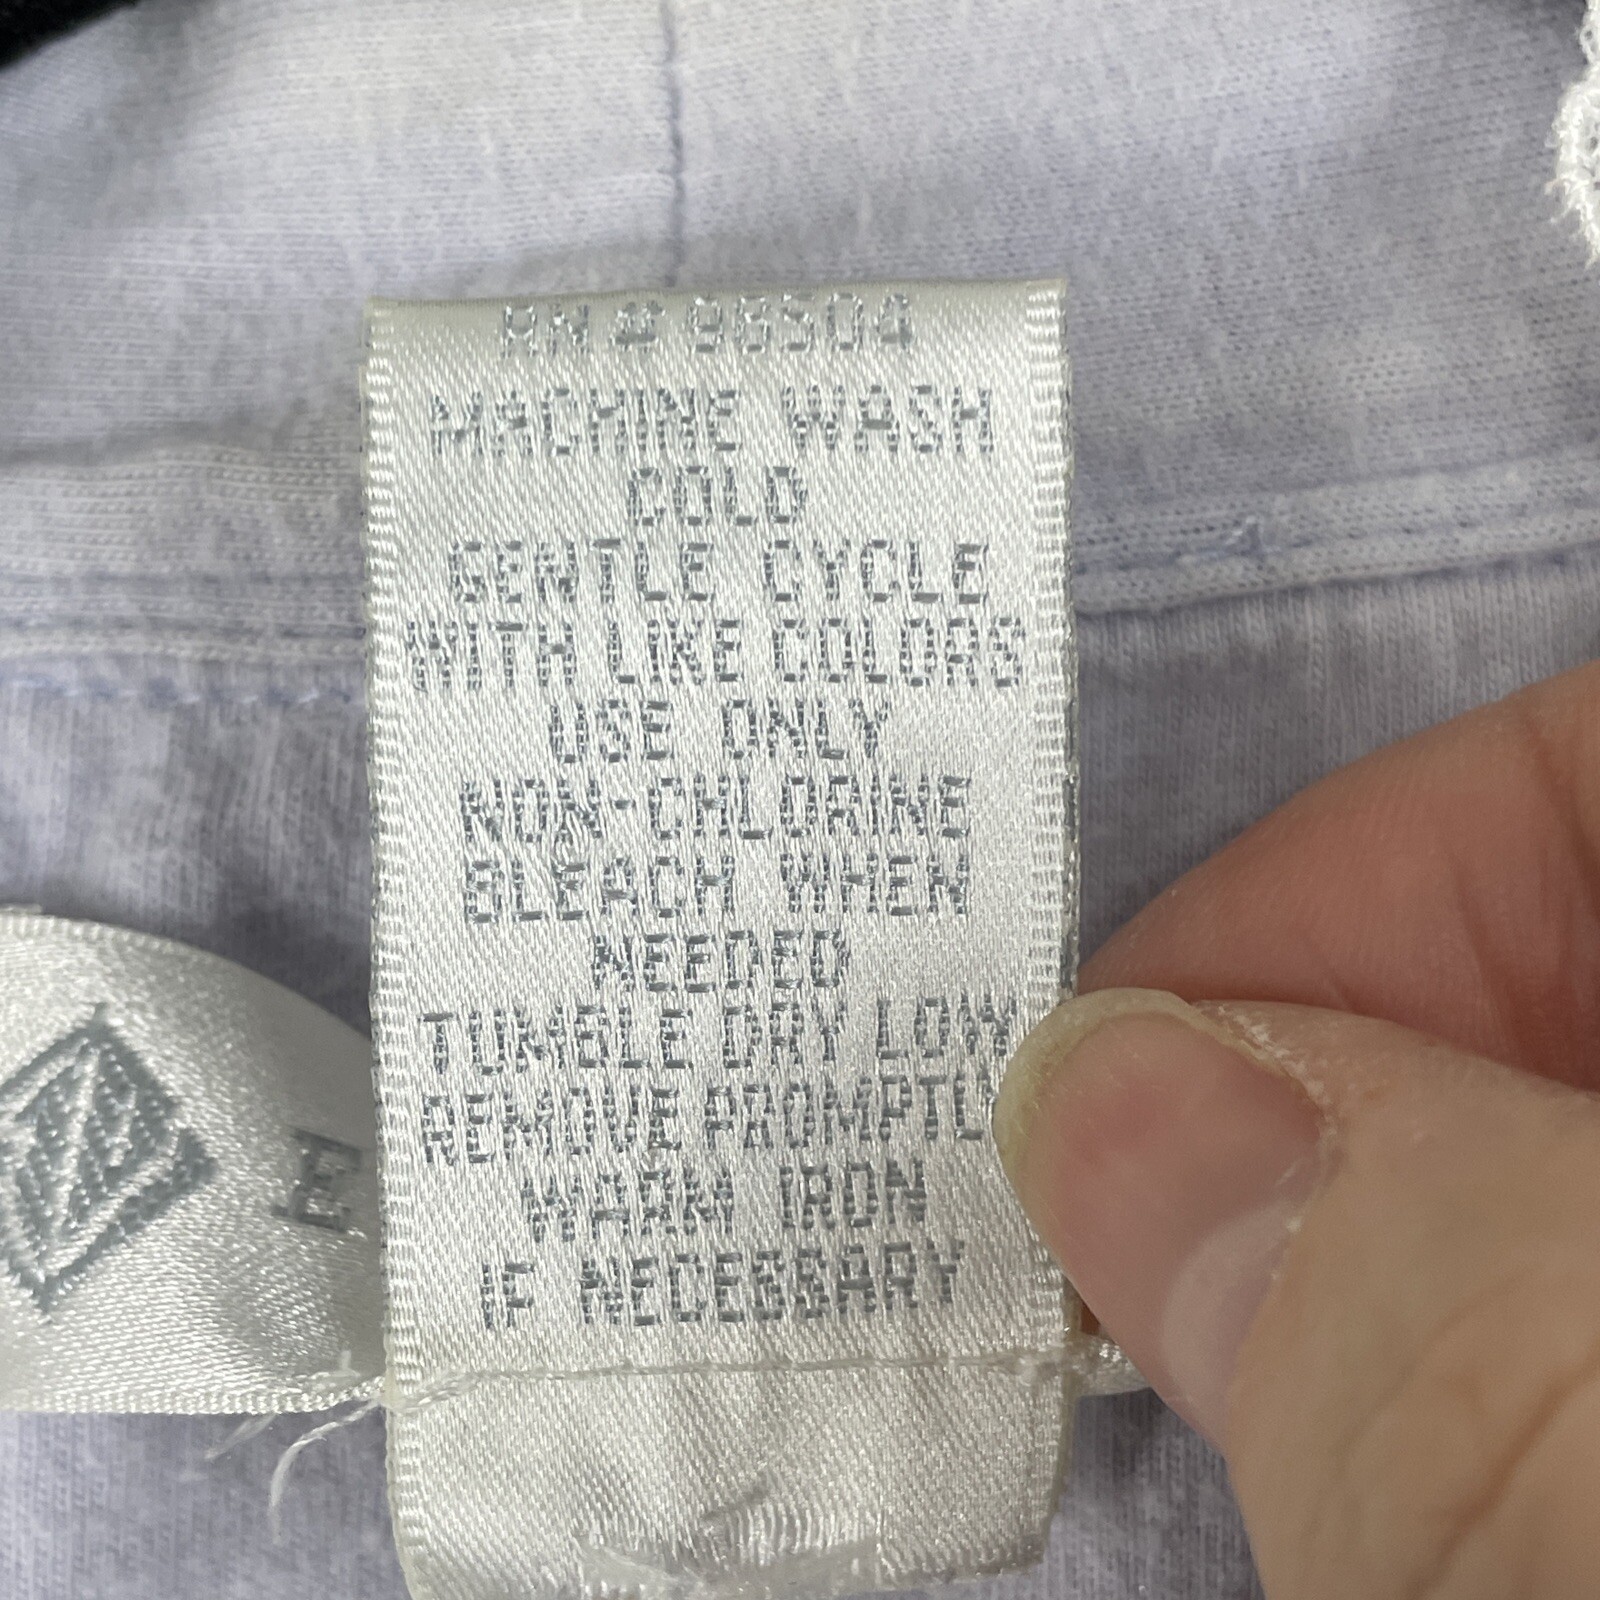 RN # 96504
MACHINE WASH
COLD
GENTLE CYCLE
WITH LIKE COLORS
USE ONLY
NON-CHLORINE
BLEACH WHEN
NEEDED
TUMBLE DRY LOW
REMOVE PROMPTLY
WARM IRON
IF NECESSARY
E